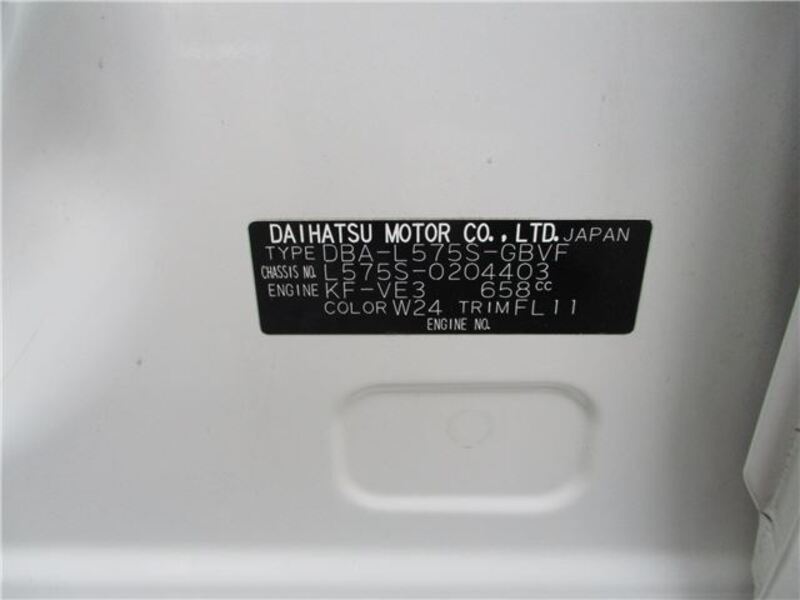 DAIHATSU MOTOR CO.,LTD. JAPAN
TYPE DBA-L575S-GBVF
CHASSIS NO. L575S-0204403
ENGINE KF-VE3 658cc
COLOR W24 TRIM FL11
ENGINE NO.